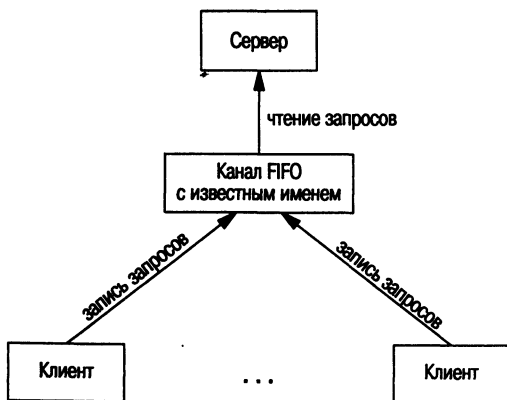 Сервер
чтение запросов
Канал FIFO
с известным именем
запись запросов
запись запросов
Клиент
...
Клиент